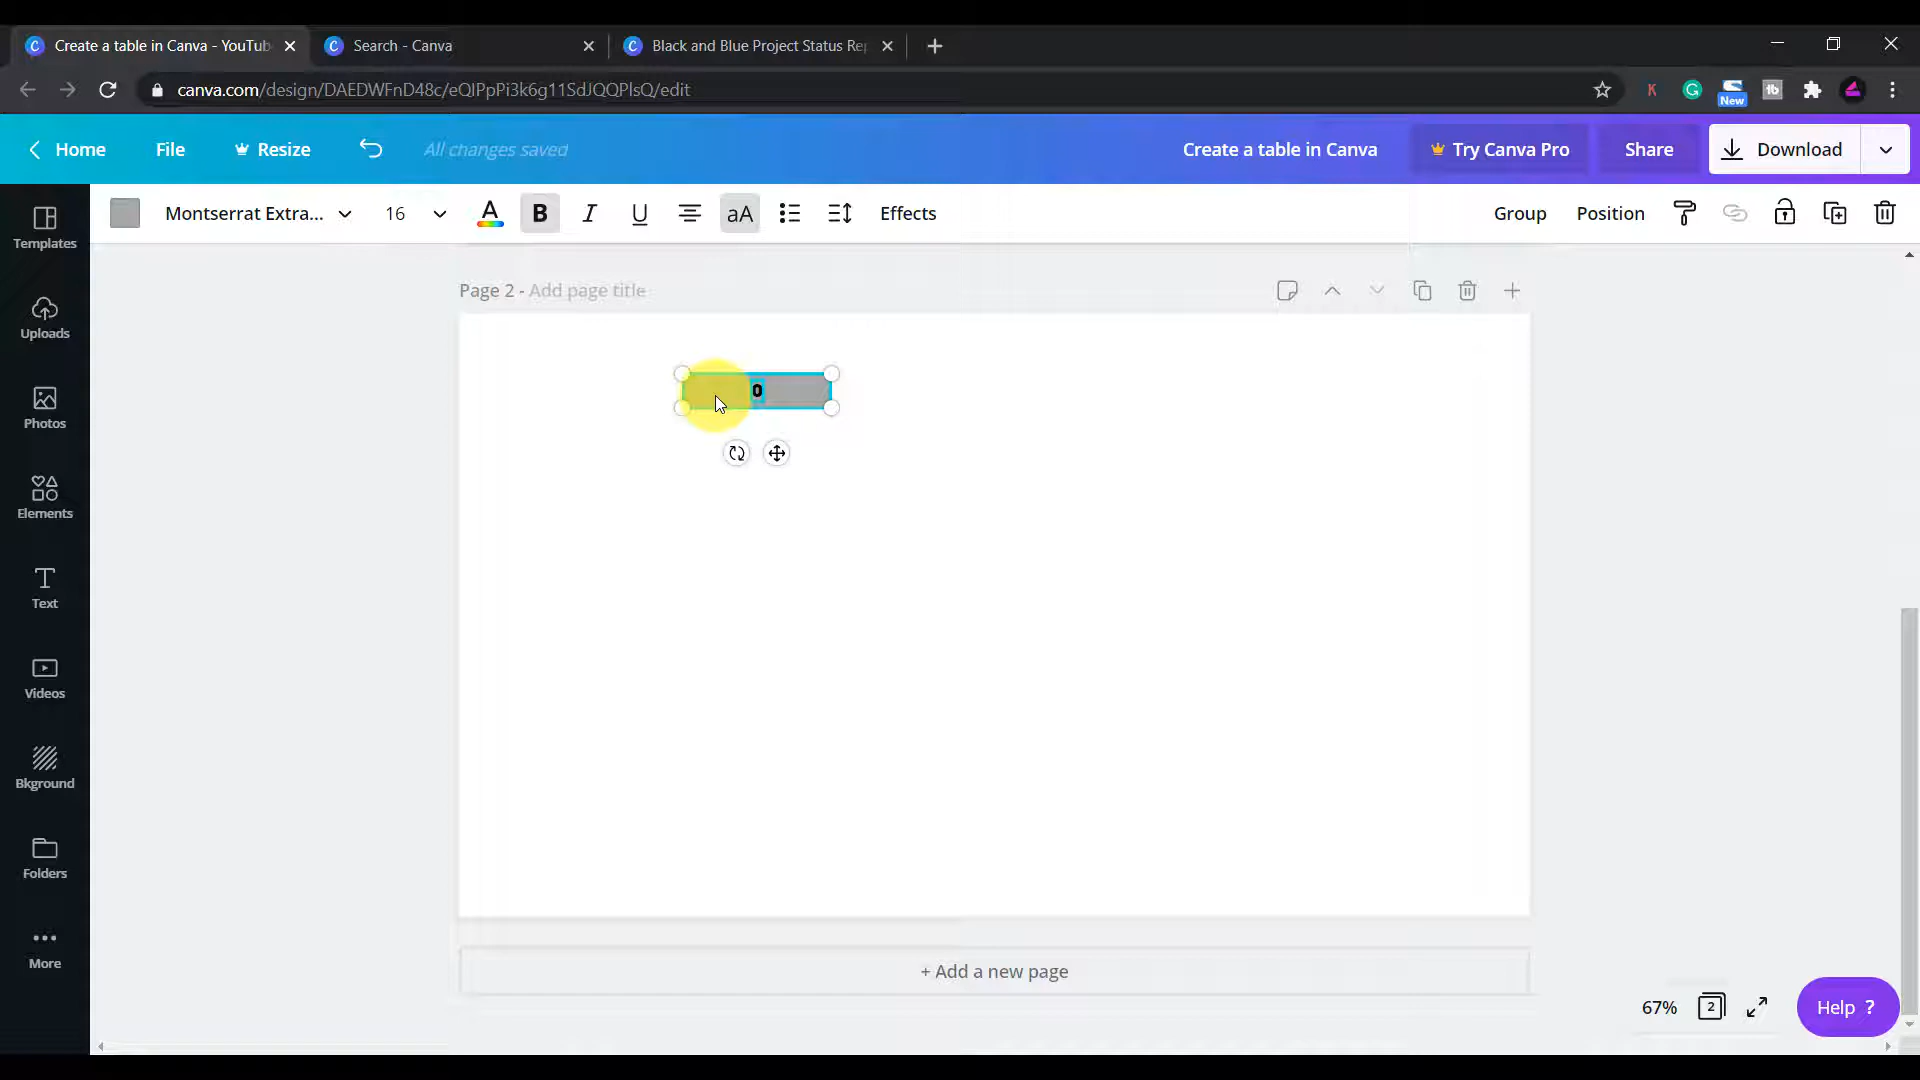 Create a table in Canva - YouTub
Search - Canva
Black and Blue Project Status Re
canva.com/design/DAEDWFnD48c/eQIPpPi3k6g11SdJQQPlsQ/edit
New
Home
File
Resize
All changes saved
Create a table in Canva
Try Canva Pro
Share
Download
Montserrat Extra...
16
A
B
I
U
aA
Effects
Group
Position
Templates
Uploads
Photos
Elements
Text
Videos
Bkground
Folders
More
Page 2 - Add page title
0
+ Add a new page
67%
2
Help ?